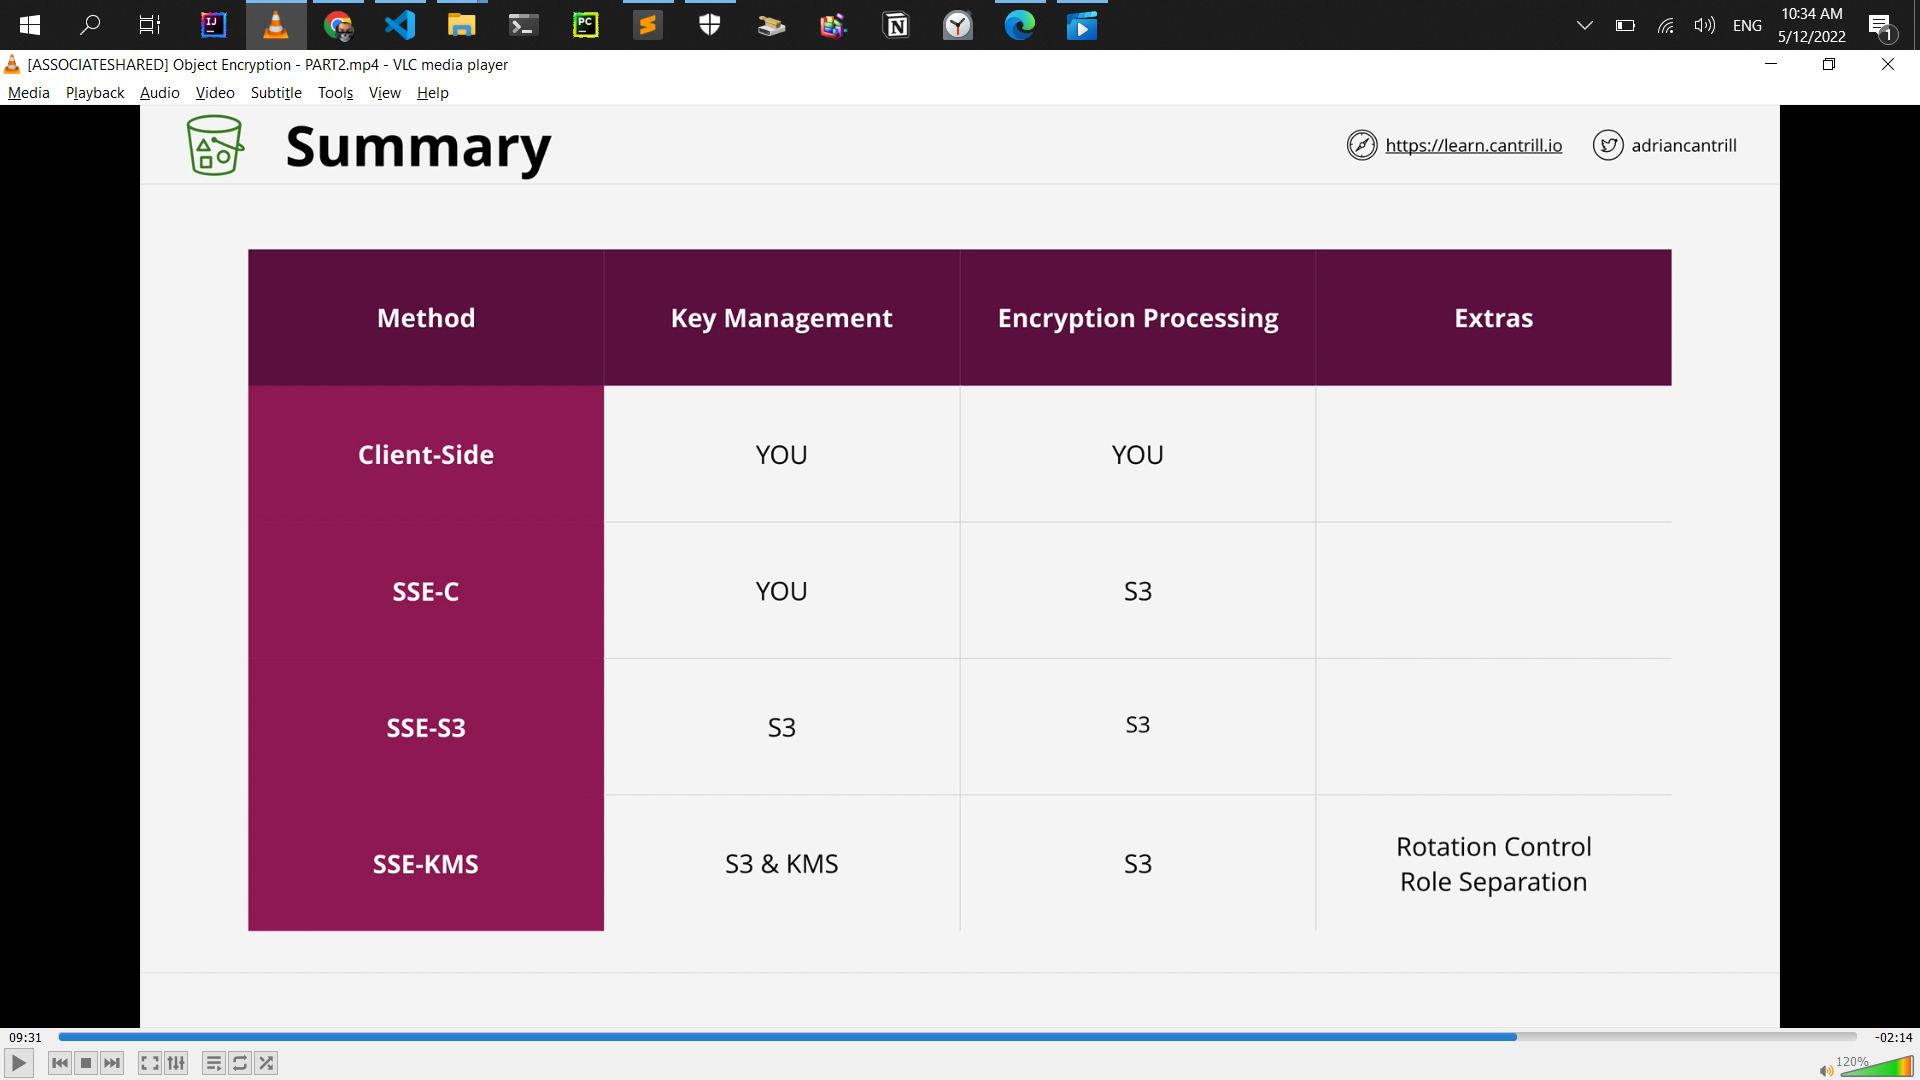 10:34 AM
ENG
5/12/2022
1
IJ
PC
[ASSOCIATESHARED] Object Encryption - PART2.mp4 - VLC media player
Media Playback Audio Video Subtitle Tools View Help
Summary
https://learn.cantrill.io
adriancantrill
Method Key Management Encryption Processing Extras
Client-Side YOU YOU
SSE-C YOU S3
SSE-S3 S3 S3
SSE-KMS S3 & KMS S3 Rotation Control
Role Separation
09:31
-02:14
120%